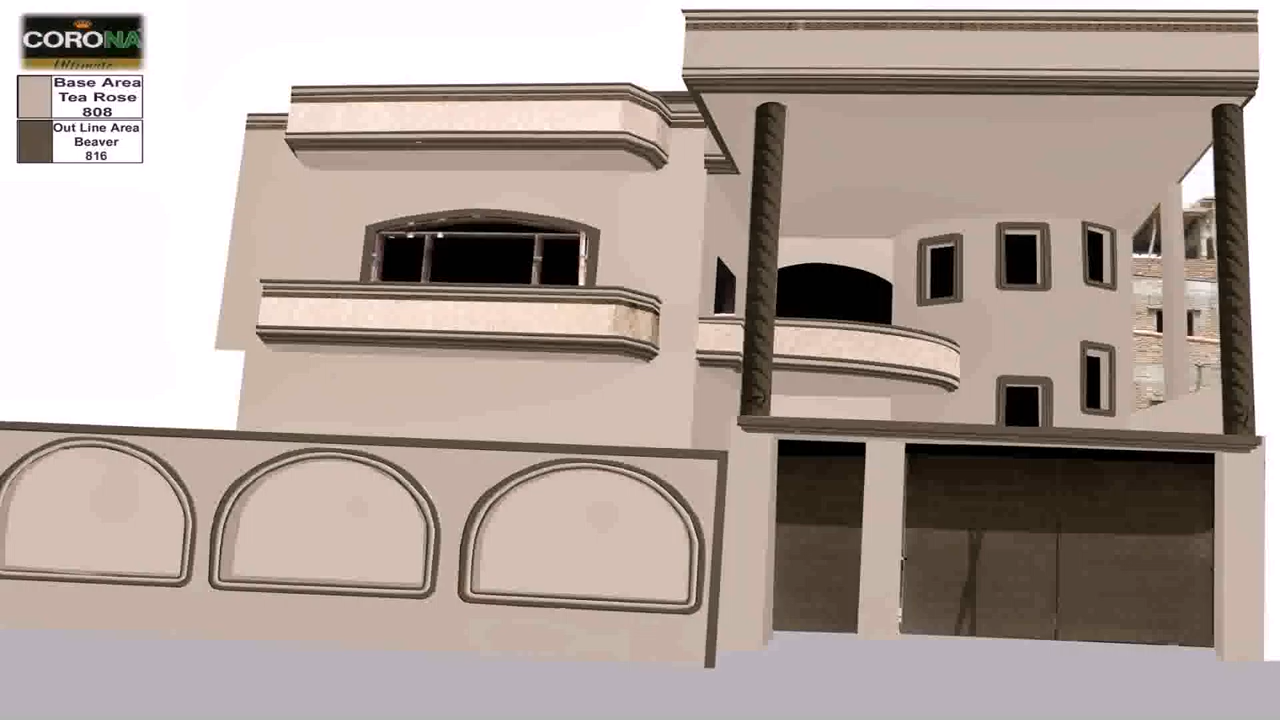 CORONA
Ultimate
Base Area
Tea Rose
808
Out Line Area
Beaver
816